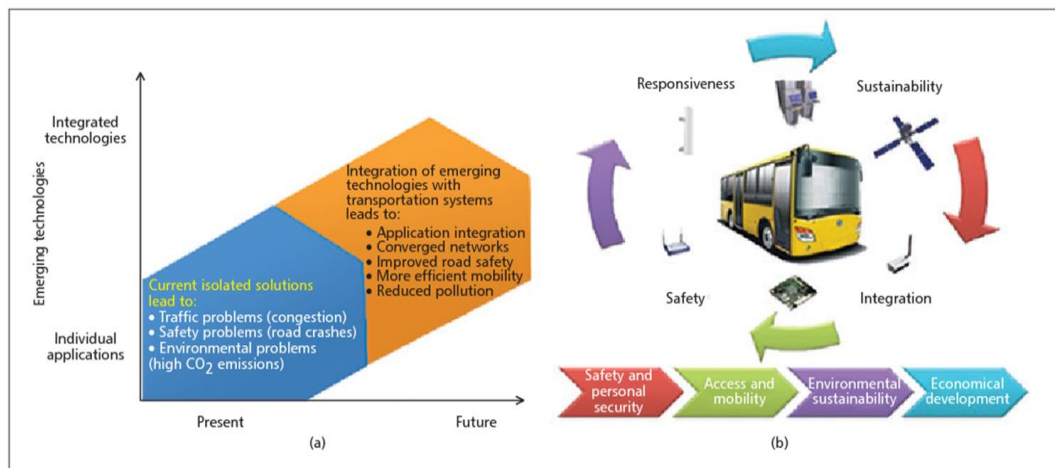 Emerging technologies
Integrated
technologies
Individual
applications
Integration of emerging
technologies with
transportation systems
leads to:
• Application integration
• Converged networks
• Improved road safety
• More efficient mobility
• Reduced pollution
Current isolated solutions
lead to:
• Traffic problems (congestion)
• Safety problems (road crashes)
• Environmental problems
(high CO2 emissions)
Present
Future
(a)
Responsiveness
Sustainability
Safety
Integration
Safety and
personal
security
Access and
mobility
Environmental
sustainability
Economical
development
(b)